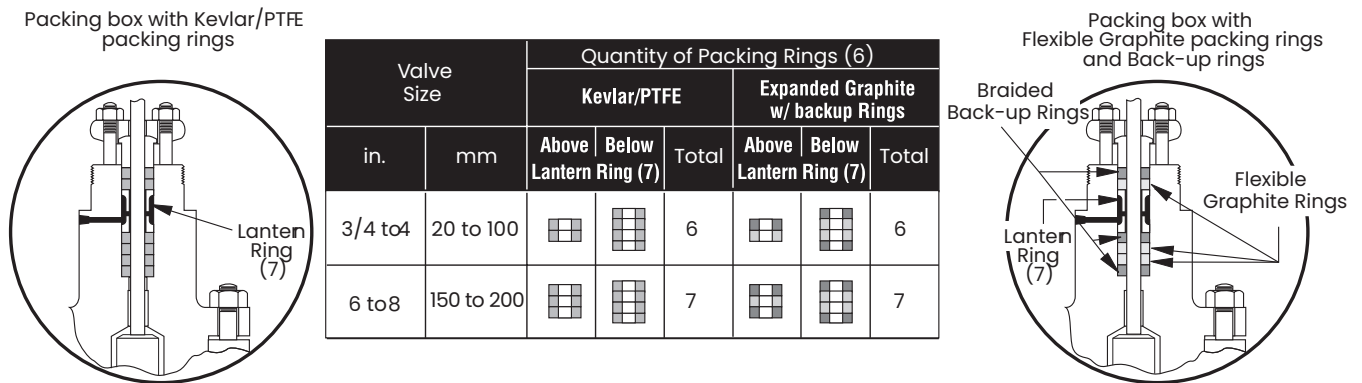 Packing box with Kevlar/PTFE
packing rings
Lantern
Ring
(7)
Valve
Size
Quantity of Packing Rings (6)
Kevlar/PTFE
Expanded Graphite
w/ backup Rings
in.
mm
Above Below
Lantern Ring (7)
Total
Above Below
Lantern Ring (7)
Total
3/4 to4
20 to 100
6
6
6 to8
150 to 200
7
7
Packing box with
Flexible Graphite packing rings
and Back-up rings
Braided
Back-up Rings
Flexible
Graphite Rings
Lantern
Ring
(7)